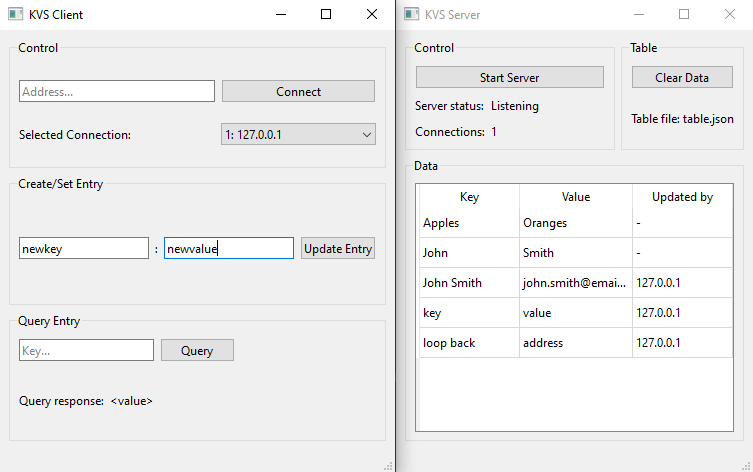 KVS Client
Control
Address...
Connect
Selected Connection:
1: 127.0.0.1
Create/Set Entry
newkey : newvalue
Update Entry
Query Entry
Key...
Query
Query response: <value>
KVS Server
Control
Start Server
Server status: Listening
Connections: 1
Table
Clear Data
Table file: table.json
Data
Key Value Updated by
Apples Oranges -
John Smith -
John Smith john.smith@emai... 127.0.0.1
key value 127.0.0.1
loop back address 127.0.0.1